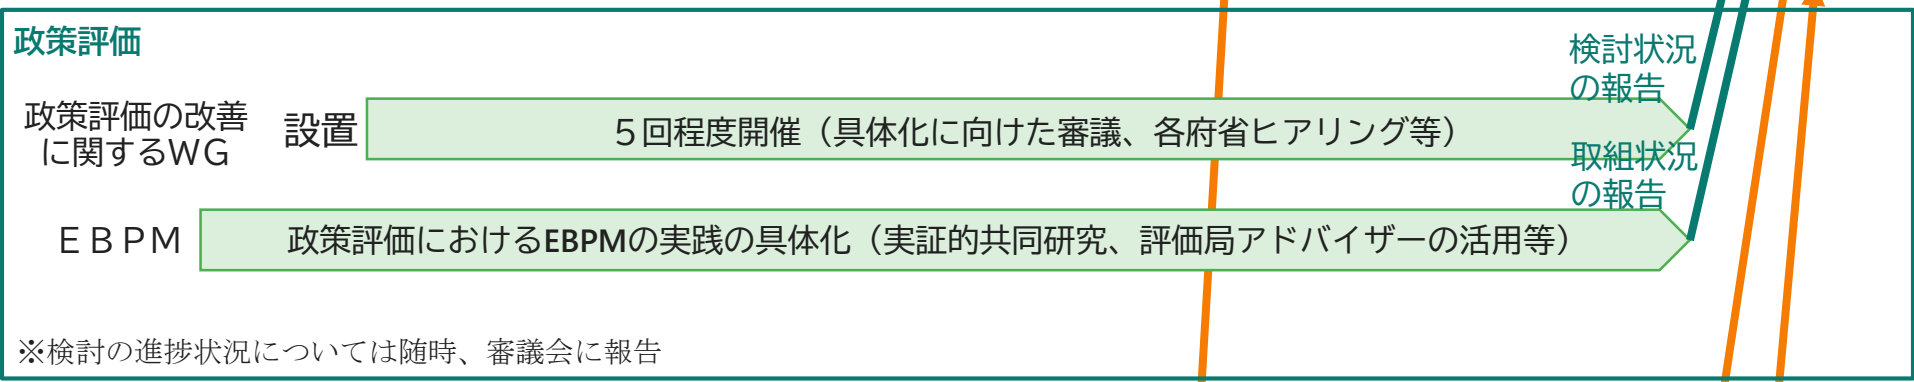 政策評価
検討状況
の報告
政策評価の改善
に関するＷＧ
設置
５回程度開催（具体化に向けた審議、各府省ヒアリング等）
取組状況
の報告
ＥＢＰＭ
政策評価におけるEBPMの実践の具体化（実証的共同研究、評価局アドバイザーの活用等）
※検討の進捗状況については随時、審議会に報告